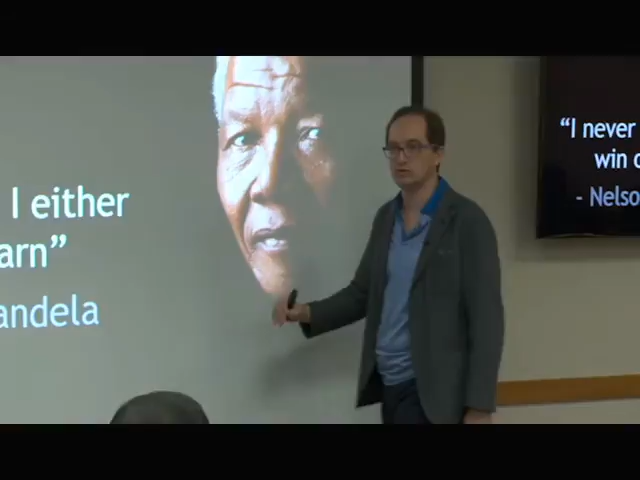 I either
arn”
andela
“I never
win
- Nelso